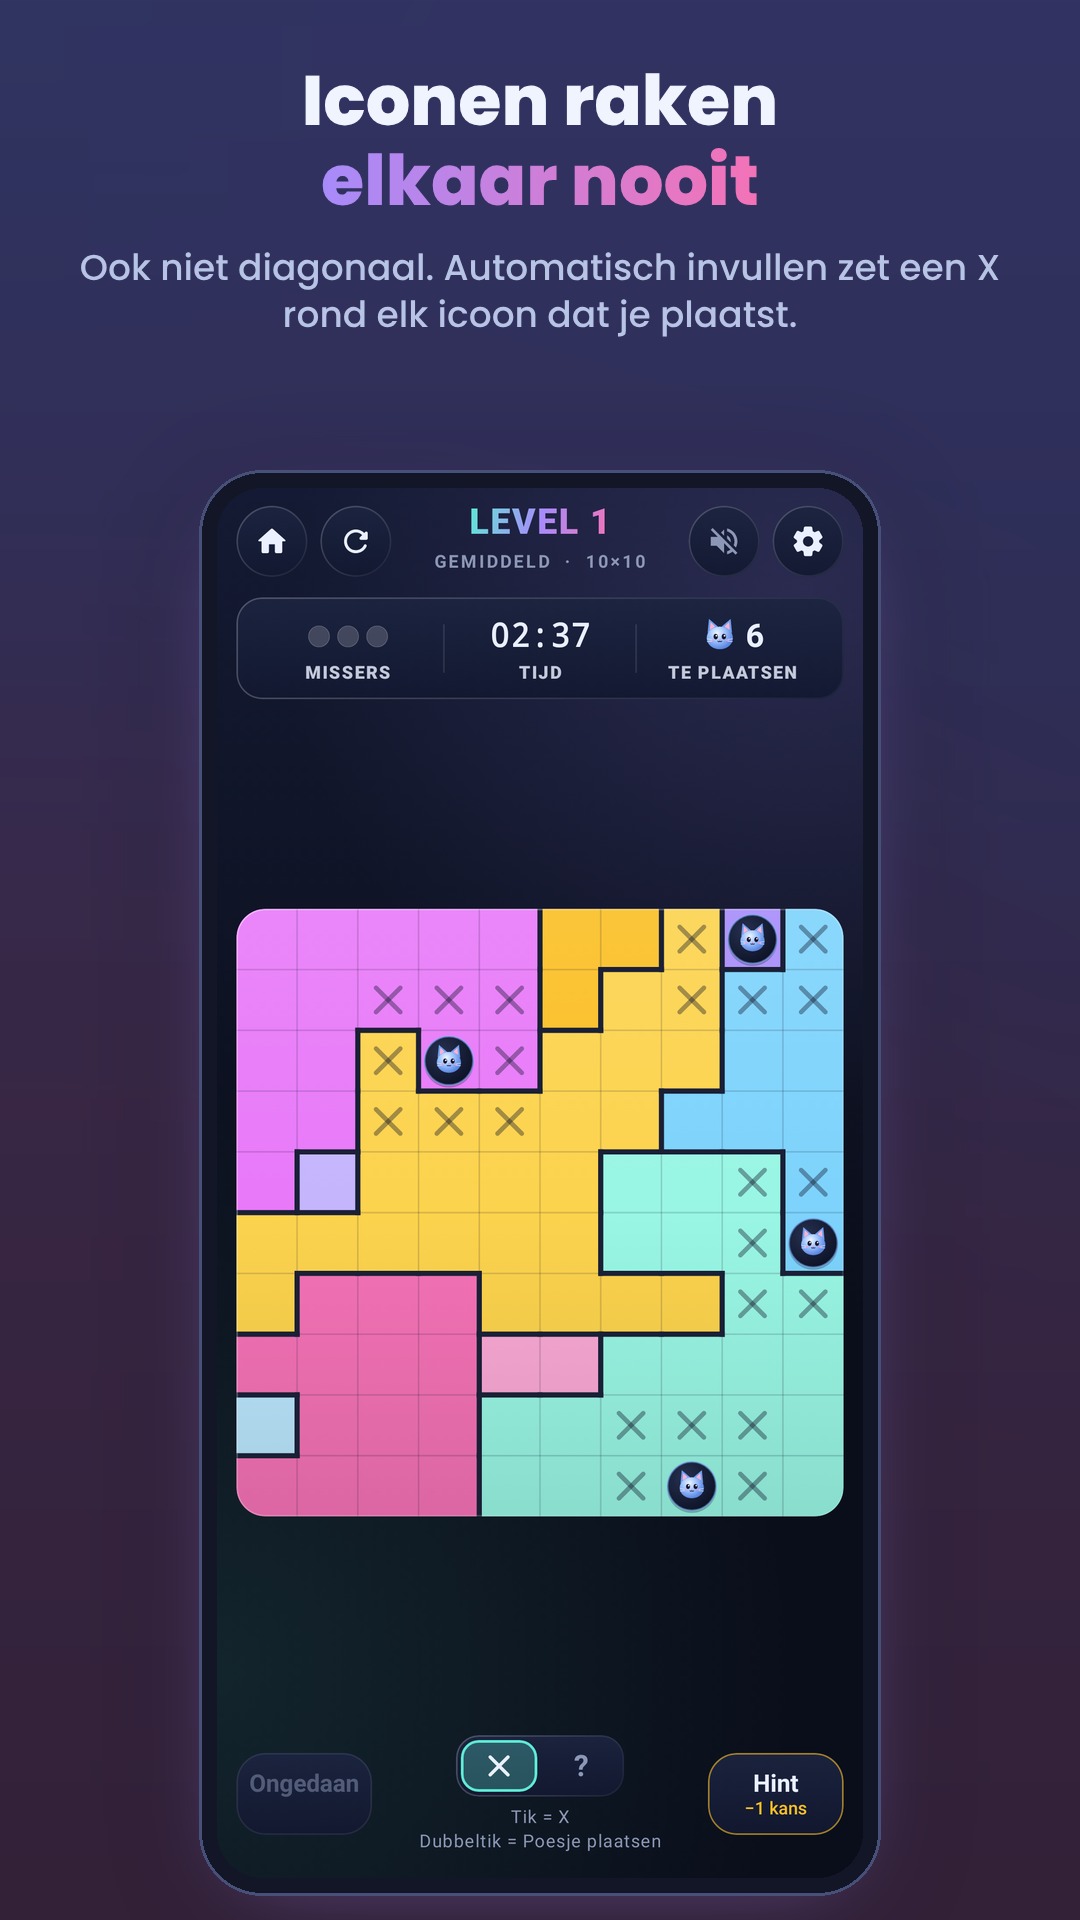 Iconen raken
elkaar nooit
Ook niet diagonaal. Automatisch invullen zet een X
rond elk icoon dat je plaatst.
LEVEL 1
GEMIDDELD · 10×10
02:37
6
MISSERS
TIJD
TE PLAATSEN
Ongedaan
?
Hint
−1 kans
Tik = X
Dubbeltik = Poesje plaatsen